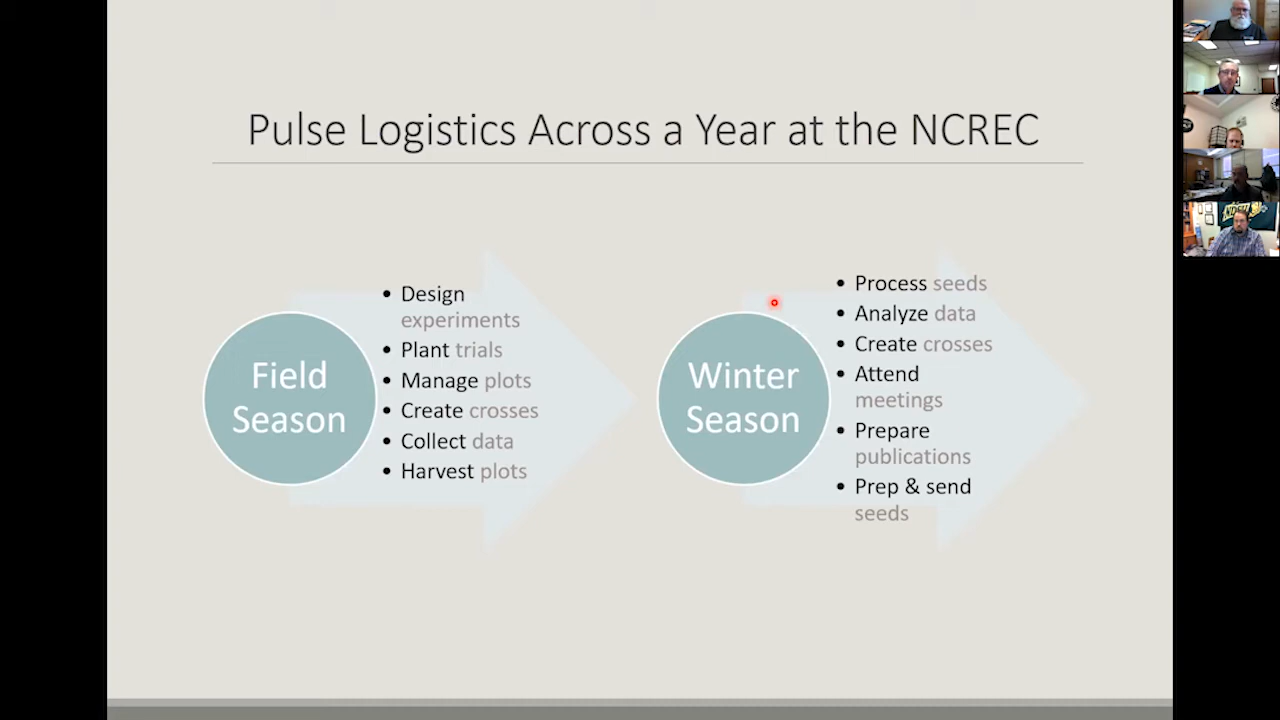 Pulse Logistics Across a Year at the NCREC
Field
Season
• Design
experiments
• Plant trials
• Manage plots
• Create crosses
• Collect data
• Harvest plots
Winter
Season
• Process seeds
• Analyze data
• Create crosses
• Attend
meetings
• Prepare
publications
• Prep & send
seeds